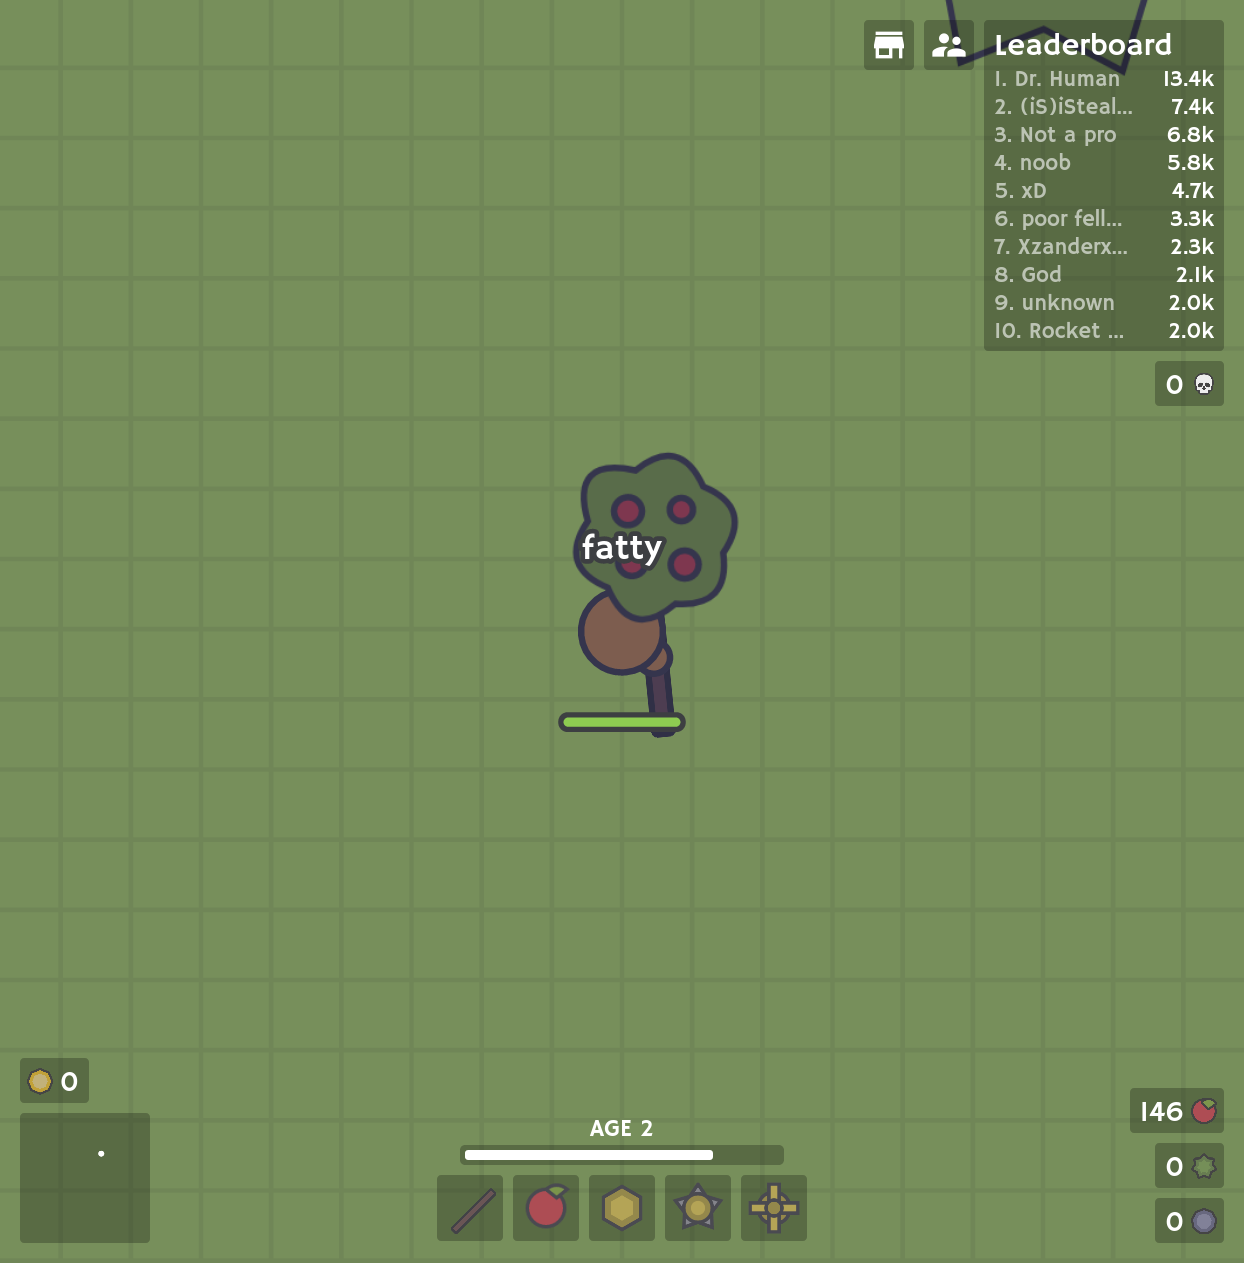 Leaderboard
1. Dr. Human 13.4k
2. (iS)iSteal... 7.4k
3. Not a pro 6.8k
4. noob 5.8k
5. xD 4.7k
6. poor fell... 3.3k
7. Xzanderx... 2.3k
8. God 2.1k
9. unknown 2.0k
10. Rocket ... 2.0k
0
fatty
0
AGE 2
146
0
0